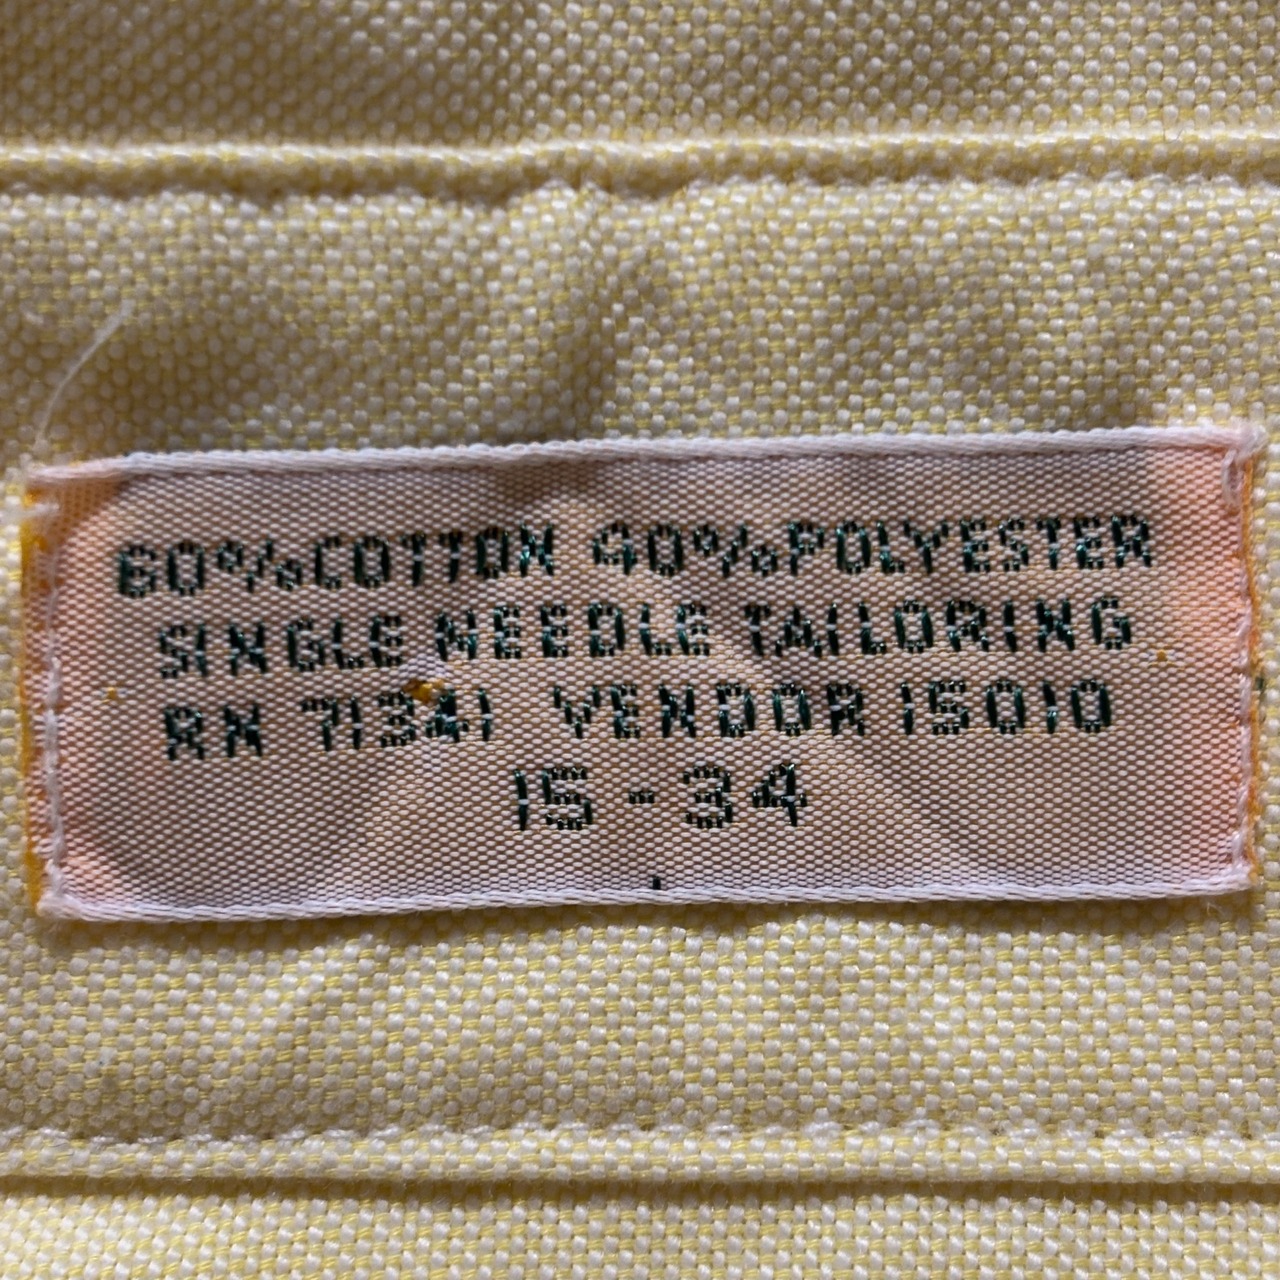 60%COTTON 40%POLYESTER
SINGLE NEEDLE TAILORING
RN 71341 VENDOR 15010
15-34